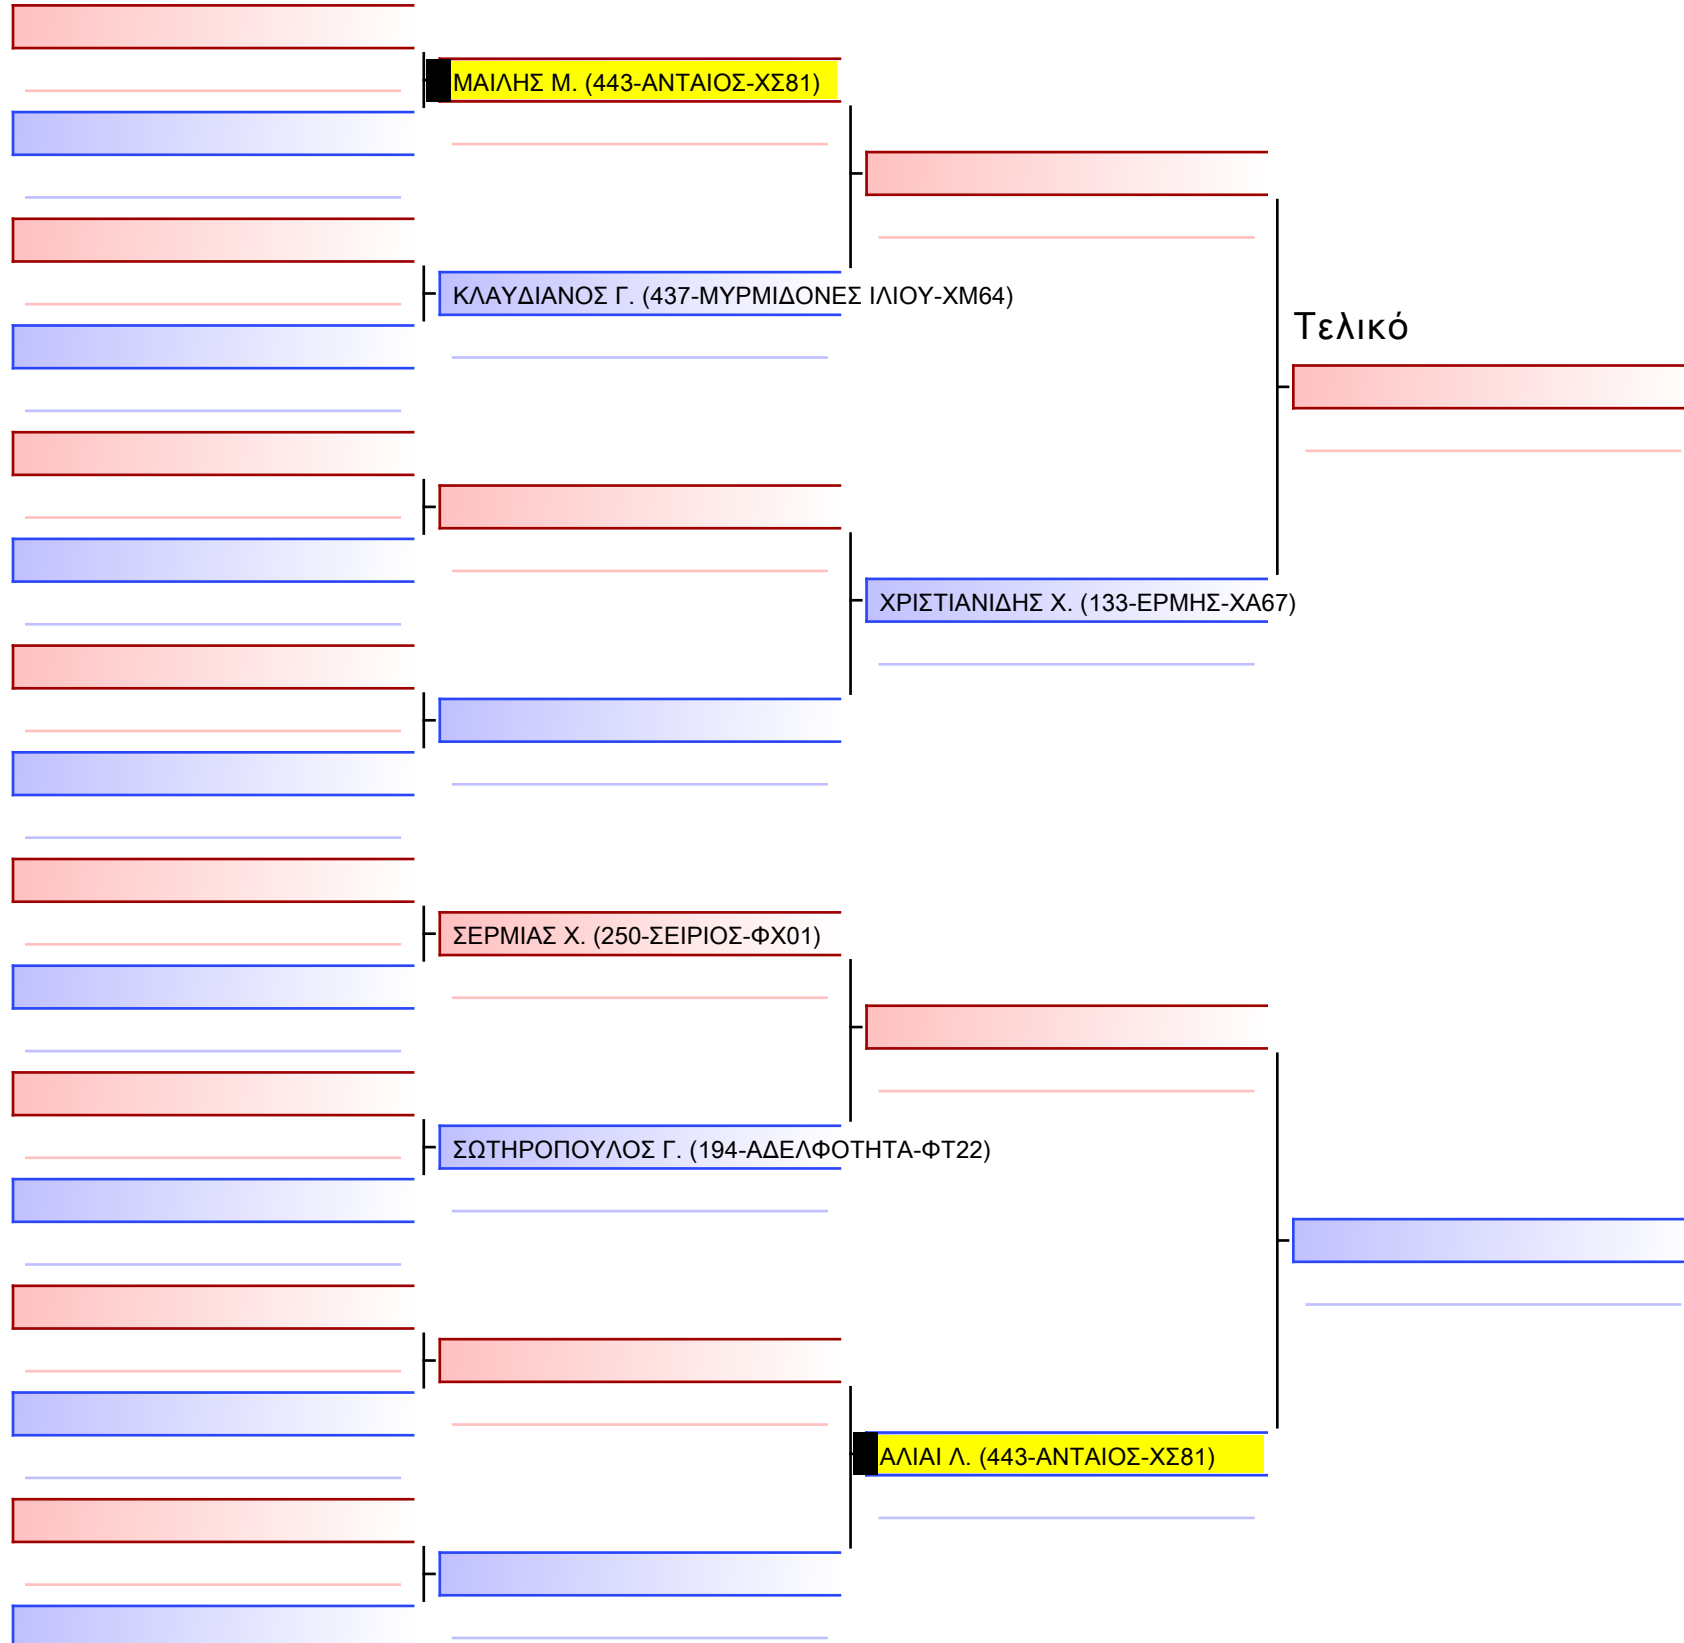 ΜΑΙΛΗΣ Μ. (443-ΑΝΤΑΙΟΣ-ΧΣ81)
ΚΛΑΥΔΙΑΝΟΣ Γ. (437-ΜΥΡΜΙΔΟΝΕΣ ΙΛΙΟΥ-ΧΜ64)
Τελικό
ΧΡΙΣΤΙΑΝΙΔΗΣ Χ. (133-ΕΡΜΗΣ-ΧΑ67)
ΣΕΡΜΙΑΣ Χ. (250-ΣΕΙΡΙΟΣ-ΦΧ01)
ΣΩΤΗΡΟΠΟΥΛΟΣ Γ. (194-ΑΔΕΛΦΟΤΗΤΑ-ΦΤ22)
ΑΛΙΑΙ Λ. (443-ΑΝΤΑΙΟΣ-ΧΣ81)